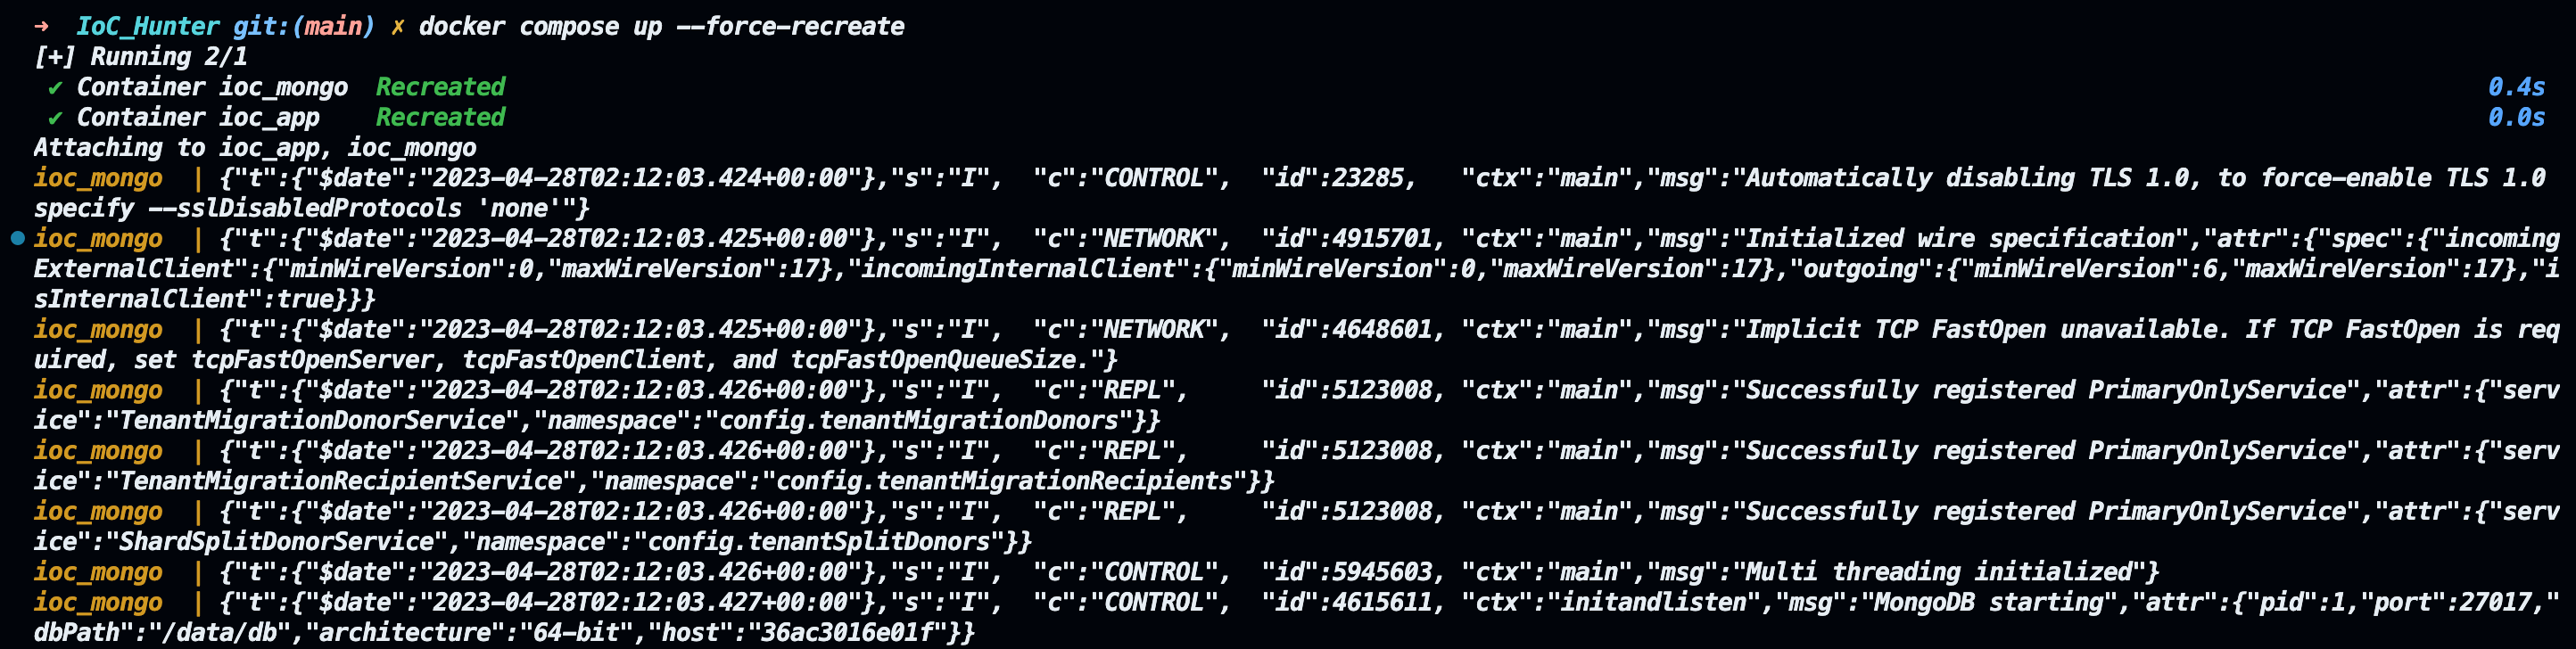 ➜  IoC_Hunter git:(main) ✗ docker compose up --force-recreate
[+] Running 2/1
 ✔ Container ioc_mongo  Recreated 0.4s
 ✔ Container ioc_app    Recreated 0.0s
Attaching to ioc_app, ioc_mongo
ioc_mongo  | {"t":{"$date":"2023-04-28T02:12:03.424+00:00"},"s":"I",  "c":"CONTROL",  "id":23285,   "ctx":"main","msg":"Automatically disabling TLS 1.0, to force-enable TLS 1.0
specify --sslDisabledProtocols 'none'"}
ioc_mongo  | {"t":{"$date":"2023-04-28T02:12:03.425+00:00"},"s":"I",  "c":"NETWORK",  "id":4915701, "ctx":"main","msg":"Initialized wire specification","attr":{"spec":{"incoming
ExternalClient":{"minWireVersion":0,"maxWireVersion":17},"incomingInternalClient":{"minWireVersion":0,"maxWireVersion":17},"outgoing":{"minWireVersion":6,"maxWireVersion":17},"i
sInternalClient":true}}}
ioc_mongo  | {"t":{"$date":"2023-04-28T02:12:03.425+00:00"},"s":"I",  "c":"NETWORK",  "id":4648601, "ctx":"main","msg":"Implicit TCP FastOpen unavailable. If TCP FastOpen is req
uired, set tcpFastOpenServer, tcpFastOpenClient, and tcpFastOpenQueueSize."}
ioc_mongo  | {"t":{"$date":"2023-04-28T02:12:03.426+00:00"},"s":"I",  "c":"REPL",     "id":5123008, "ctx":"main","msg":"Successfully registered PrimaryOnlyService","attr":{"serv
ice":"TenantMigrationDonorService","namespace":"config.tenantMigrationDonors"}}
ioc_mongo  | {"t":{"$date":"2023-04-28T02:12:03.426+00:00"},"s":"I",  "c":"REPL",     "id":5123008, "ctx":"main","msg":"Successfully registered PrimaryOnlyService","attr":{"serv
ice":"TenantMigrationRecipientService","namespace":"config.tenantMigrationRecipients"}}
ioc_mongo  | {"t":{"$date":"2023-04-28T02:12:03.426+00:00"},"s":"I",  "c":"REPL",     "id":5123008, "ctx":"main","msg":"Successfully registered PrimaryOnlyService","attr":{"serv
ice":"ShardSplitDonorService","namespace":"config.tenantSplitDonors"}}
ioc_mongo  | {"t":{"$date":"2023-04-28T02:12:03.426+00:00"},"s":"I",  "c":"CONTROL",  "id":5945603, "ctx":"main","msg":"Multi threading initialized"}
ioc_mongo  | {"t":{"$date":"2023-04-28T02:12:03.427+00:00"},"s":"I",  "c":"CONTROL",  "id":4615611, "ctx":"initandlisten","msg":"MongoDB starting","attr":{"pid":1,"port":27017,"
dbPath":"/data/db","architecture":"64-bit","host":"36ac3016e01f"}}